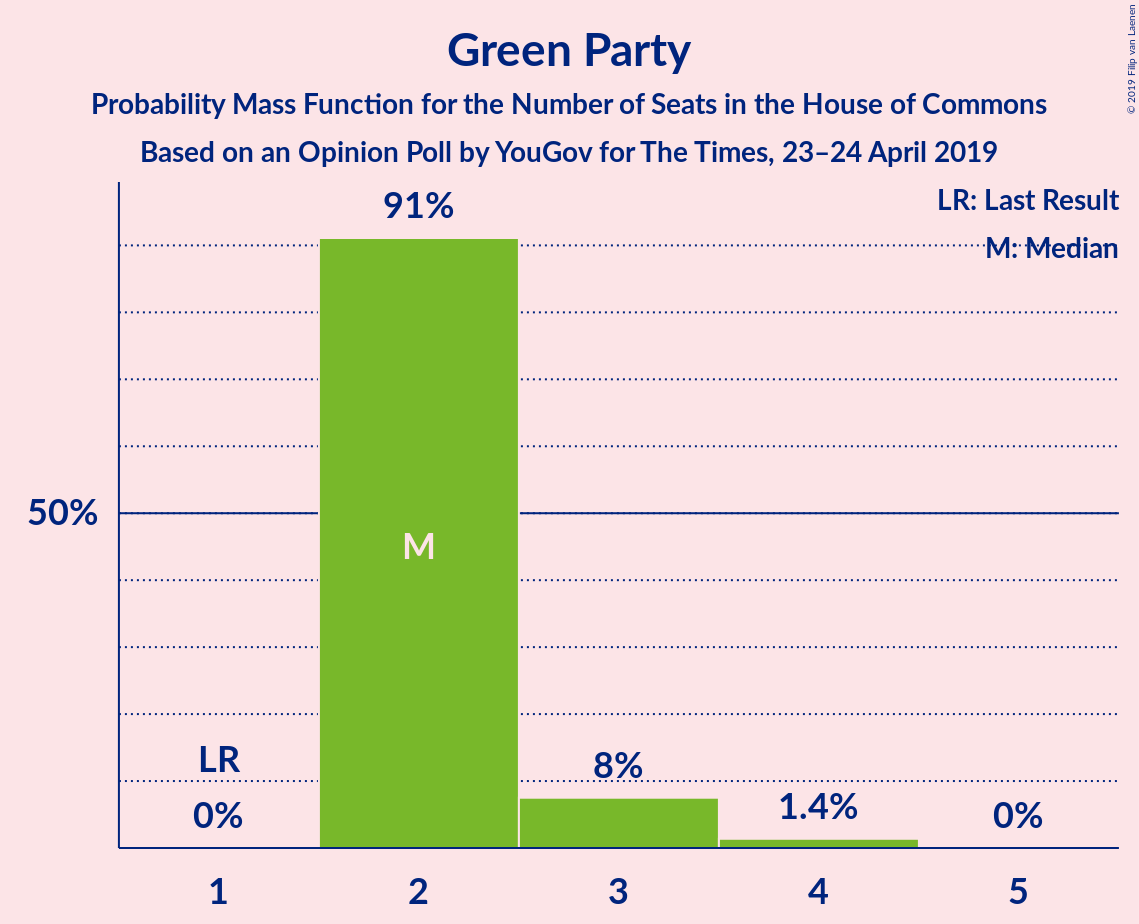 Green Party
Probability Mass Function for the Number of Seats in the House of Commons
Based on an Opinion Poll by YouGov for The Times, 23–24 April 2019
© 2019 Filip van Laenen
LR: Last Result
M: Median
91%
50%
M
LR
0%
8%
1.4%
0%
1 2 3 4 5